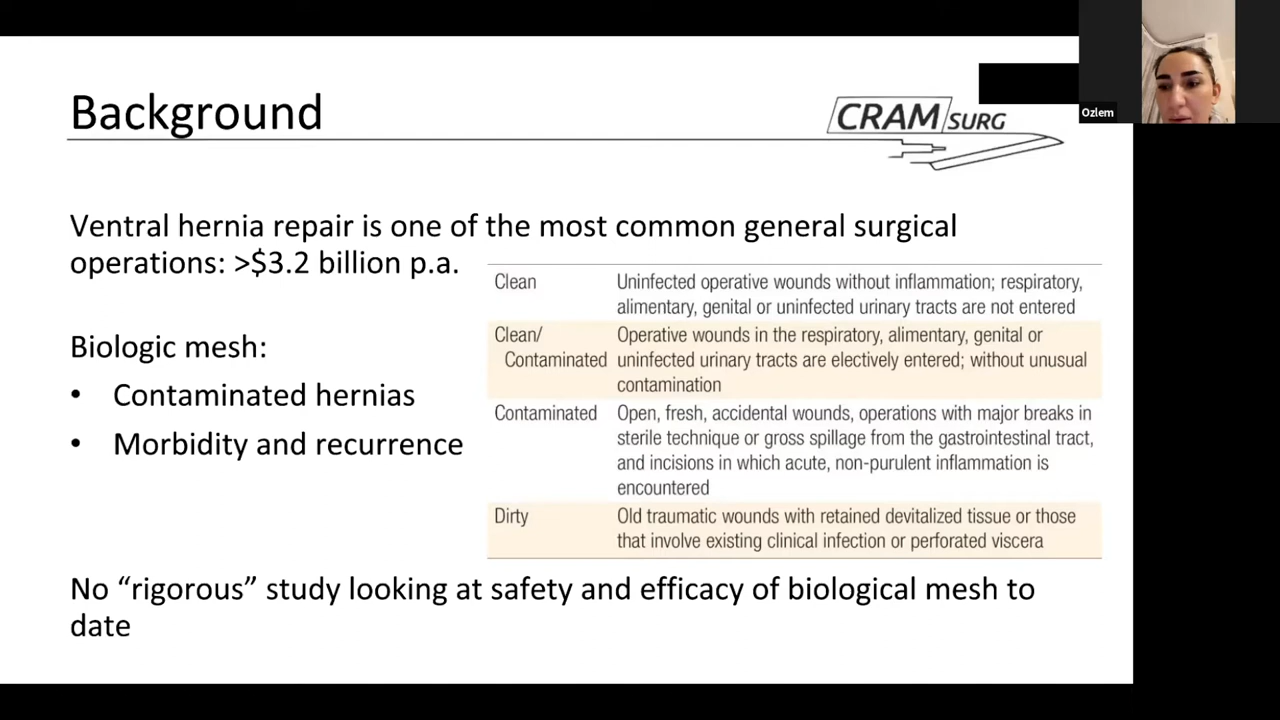 Background
CRAM SURG
Ozlem
Ventral hernia repair is one of the most common general surgical
operations: >$3.2 billion p.a.
Biologic mesh:
• Contaminated hernias
• Morbidity and recurrence
Clean Uninfected operative wounds without inflammation; respiratory,
alimentary, genital or uninfected urinary tracts are not entered
Clean/ Operative wounds in the respiratory, alimentary, genital or
Contaminated uninfected urinary tracts are electively entered; without unusual
contamination
Contaminated Open, fresh, accidental wounds, operations with major breaks in
sterile technique or gross spillage from the gastrointestinal tract,
and incisions in which acute, non-purulent inflammation is
encountered
Dirty Old traumatic wounds with retained devitalized tissue or those
that involve existing clinical infection or perforated viscera
No “rigorous” study looking at safety and efficacy of biological mesh to
date